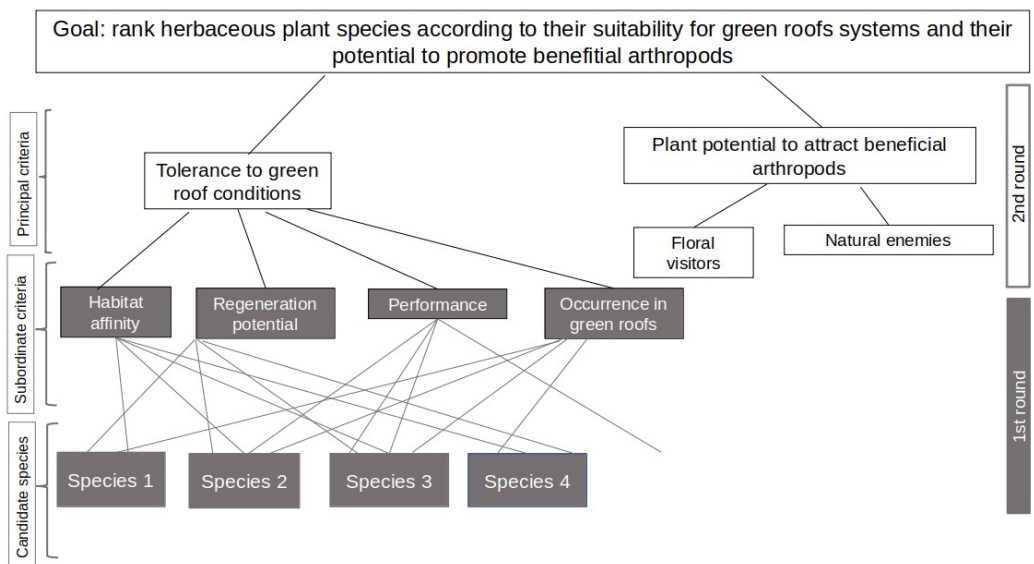 Goal: rank herbaceous plant species according to their suitability for green roofs systems and their
potential to promote benefitial arthropods
Principal criteria
2nd round
Plant potential to attract beneficial
arthropods
Tolerance to green
roof conditions
Floral
visitors
Natural enemies
Subordinate criteria
Habitat
affinity
Regeneration
potential
Performance
Occurrence in
green roofs
1st round
Candidate species
Species 1
Species 2
Species 3
Species 4